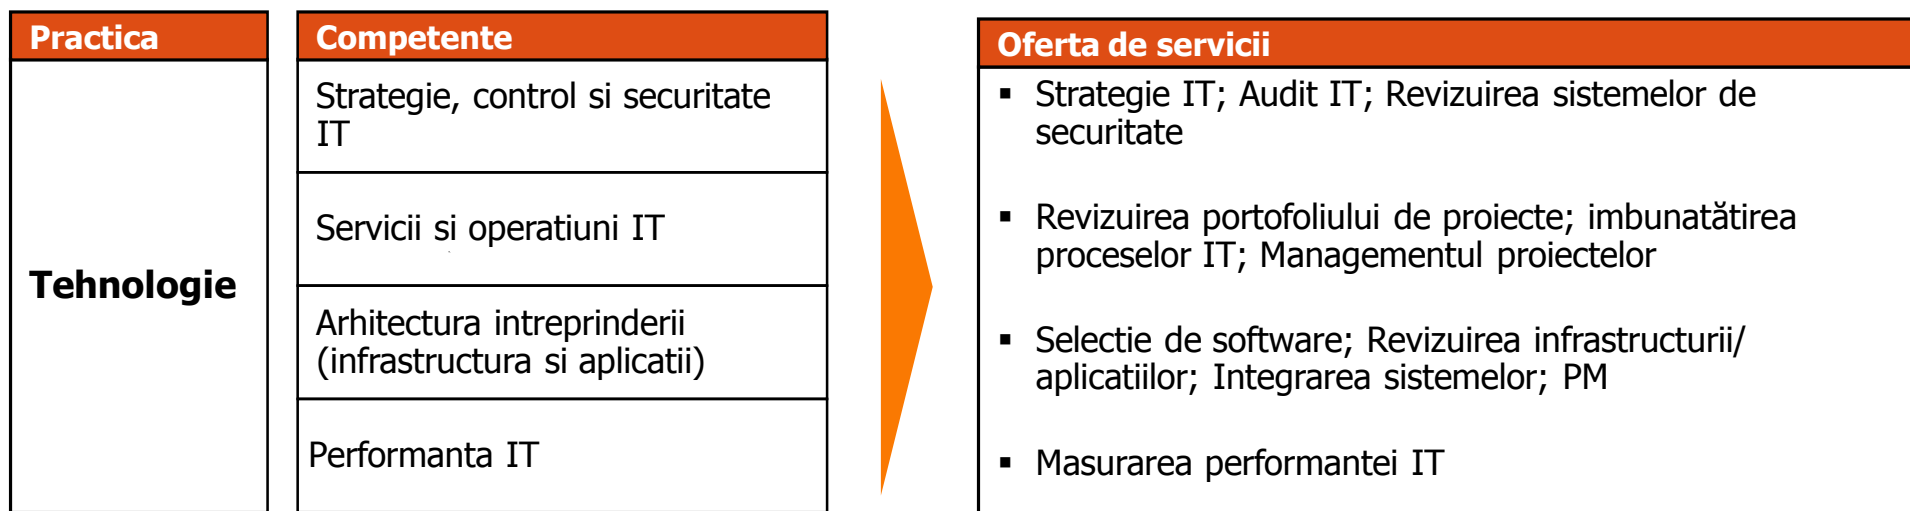 Practica
Tehnologie
Competente
Strategie, control si securitate
IT
Servicii si operatiuni IT
Arhitectura intreprinderii
(infrastructura si aplicatii)
Performanta IT
Oferta de servicii
▪ Strategie IT; Audit IT; Revizuirea sistemelor de
securitate
▪ Revizuirea portofoliului de proiecte; imbunatătirea
proceselor IT; Managementul proiectelor
▪ Selectie de software; Revizuirea infrastructurii/
aplicatiilor; Integrarea sistemelor; PM
▪ Masurarea performantei IT